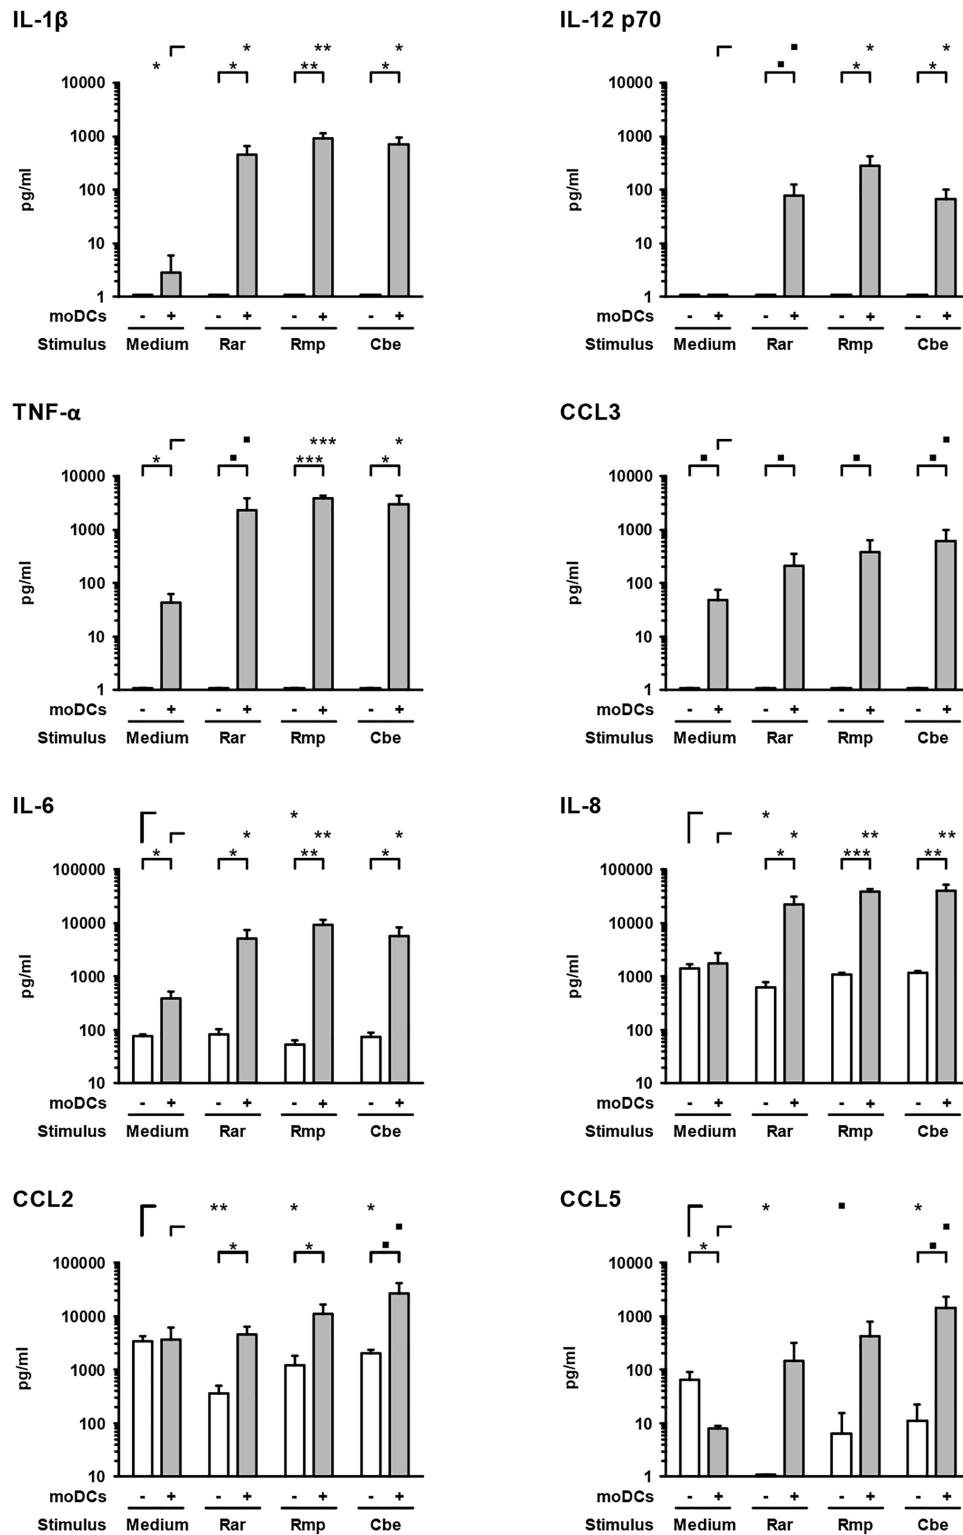 IL-1β
* * ** *
* * ** *
10000
1000
100
10
1
pg/ml
moDCs - + - + - + - +
Stimulus Medium Rar Rmp Cbe
IL-12 p70
▪ * *
▪ * *
10000
1000
100
10
1
pg/ml
moDCs - + - + - + - +
Stimulus Medium Rar Rmp Cbe
TNF-α
▪ *** *
* ▪ *** *
10000
1000
100
10
1
pg/ml
moDCs - + - + - + - +
Stimulus Medium Rar Rmp Cbe
CCL3
▪
▪ ▪ ▪ ▪
10000
1000
100
10
1
pg/ml
moDCs - + - + - + - +
Stimulus Medium Rar Rmp Cbe
IL-6
*
* ** *
* * ** *
100000
10000
1000
100
10
pg/ml
moDCs - + - + - + - +
Stimulus Medium Rar Rmp Cbe
IL-8
*
* ** **
* *** **
100000
10000
1000
100
10
pg/ml
moDCs - + - + - + - +
Stimulus Medium Rar Rmp Cbe
CCL2
** * *
▪
* * ▪
100000
10000
1000
100
10
pg/ml
moDCs - + - + - + - +
Stimulus Medium Rar Rmp Cbe
CCL5
* ▪ *
▪
* ▪
10000
1000
100
10
1
pg/ml
moDCs - + - + - + - +
Stimulus Medium Rar Rmp Cbe